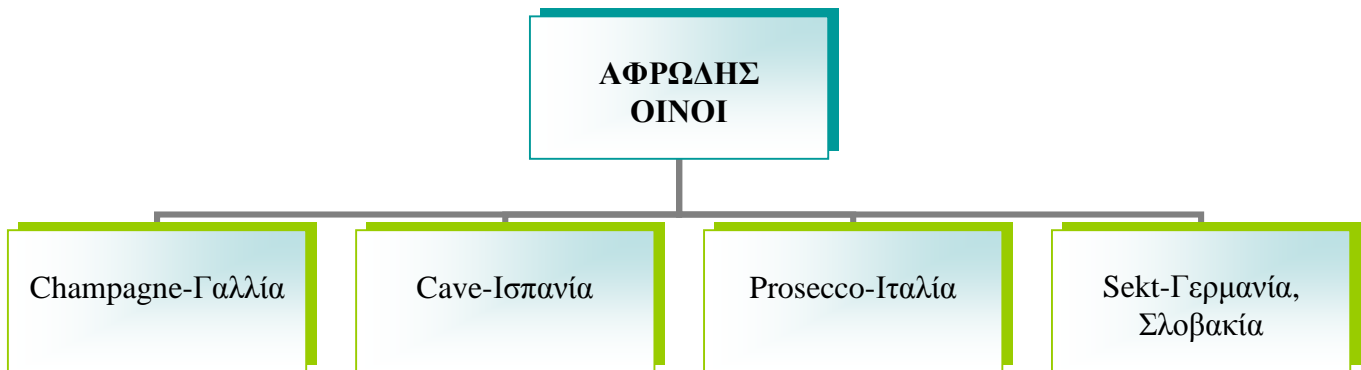 ΑΦΡΩΔΗΣ
ΟΙΝΟΙ
Champagne-Γαλλία
Cave-Ισπανία
Prosecco-Ιταλία
Sekt-Γερμανία,
Σλοβακία